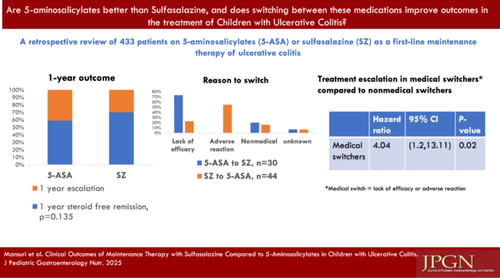 Are 5-aminosalicylates better than Sulfasalazine, and does switching between these medications improve outcomes in
the treatment of Children with Ulcerative Colitis?
A retrospective review of 433 patients on 5-aminosalicylates (5-ASA) or sulfasalazine (SZ) as a first-line maintenance
therapy of ulcerative colitis
1-year outcome
100%
90%
80%
70%
60%
50%
40%
30%
20%
10%
0%
5-ASA
SZ
1 year escalation
1 year steroid free remission,
p=0.135
Reason to switch
80%
70%
60%
50%
40%
30%
20%
10%
0%
Lack of
efficacy
Adverse
reaction
Nonmedical
unknown
5-ASA to SZ, n=30
SZ to 5-ASA, n=44
Treatment escalation in medical switchers*
compared to nonmedical switchers
Hazard
ratio
95% CI
P-
value
Medical
switchers
4.04
(1.2,13.11)
0.02
*Medical switch = lack of efficacy or adverse reaction
Mansuri et al. Clinical Outcomes of Maintenance Therapy with Sulfasalazine Compared to 5-Aminosalicylates in Children with Ulcerative Colitis.
J Pediatric Gastroenterology Nutr. 2025
JPGN
Journal of Pediatric Gastroenterology and Nutrition